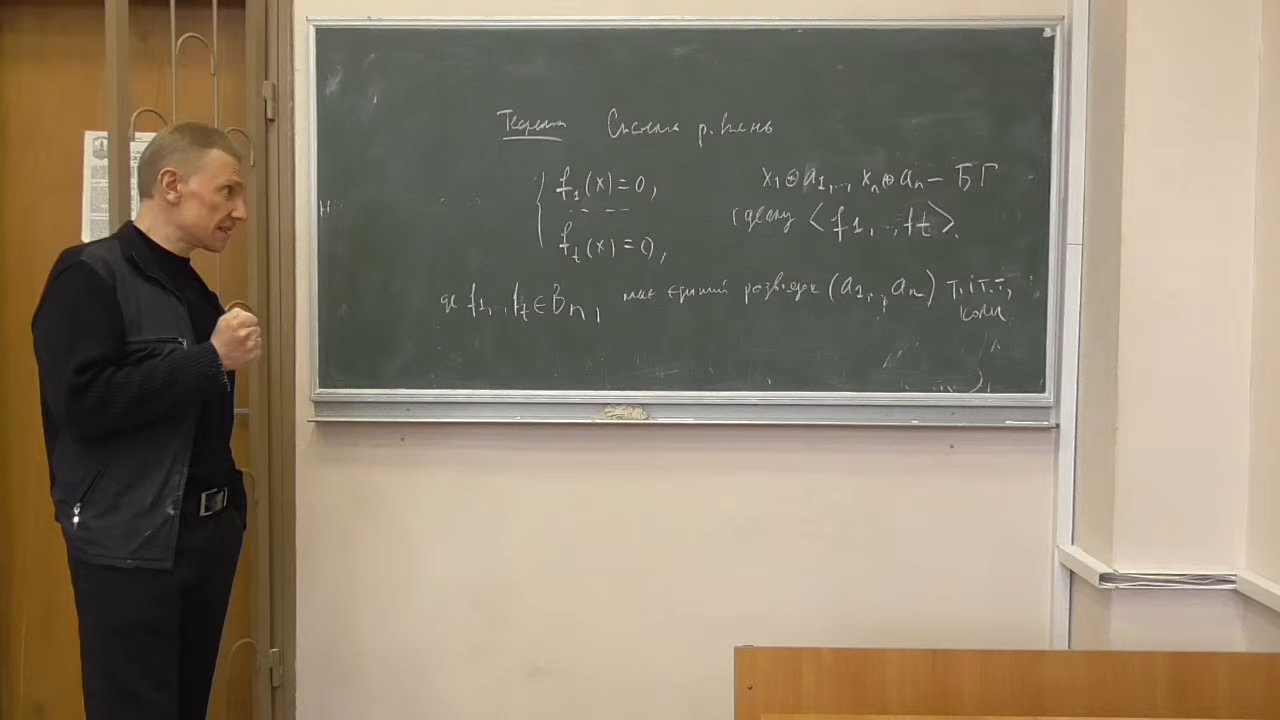 Теорема Система р-нь
f₁(x)=0,
.. — —
fₜ(x)=0,
де f₁,..,fₜ∈Bₙ, має єдиний розв'язок (a₁,..,aₙ) т.і т.т., коли
x₁⊕a₁,..., xₙ⊕aₙ – БГ
ідеалу <f₁,..,fₜ>.